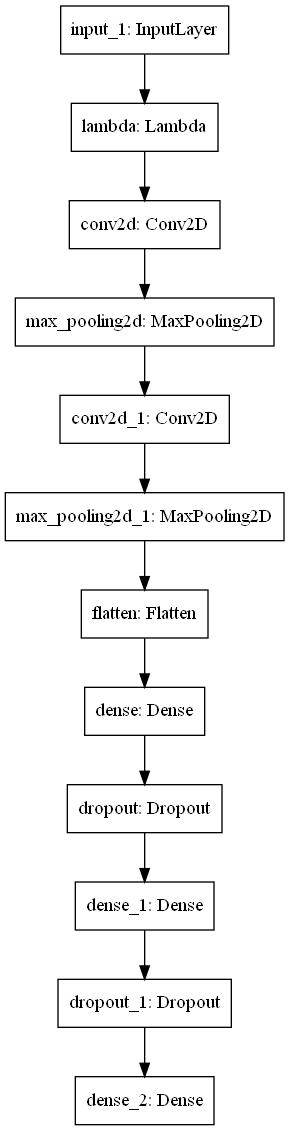 input_1: InputLayer
lambda: Lambda
conv2d: Conv2D
max_pooling2d: MaxPooling2D
conv2d_1: Conv2D
max_pooling2d_1: MaxPooling2D
flatten: Flatten
dense: Dense
dropout: Dropout
dense_1: Dense
dropout_1: Dropout
dense_2: Dense